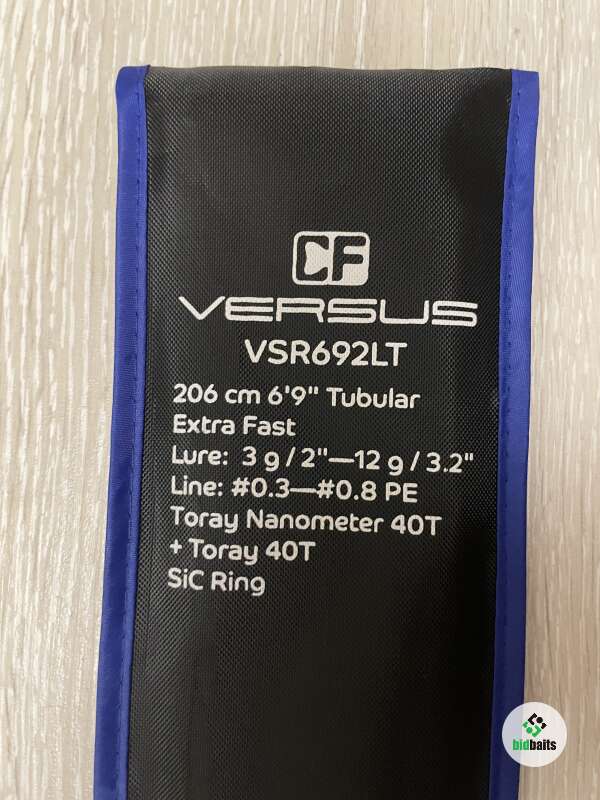 CF
VERSUS
VSR692LT
206 cm 6'9" Tubular
Extra Fast
Lure: 3 g / 2"—12 g / 3.2"
Line: #0.3—#0.8 PE
Toray Nanometer 40T
+ Toray 40T
SiC Ring
bidbaits